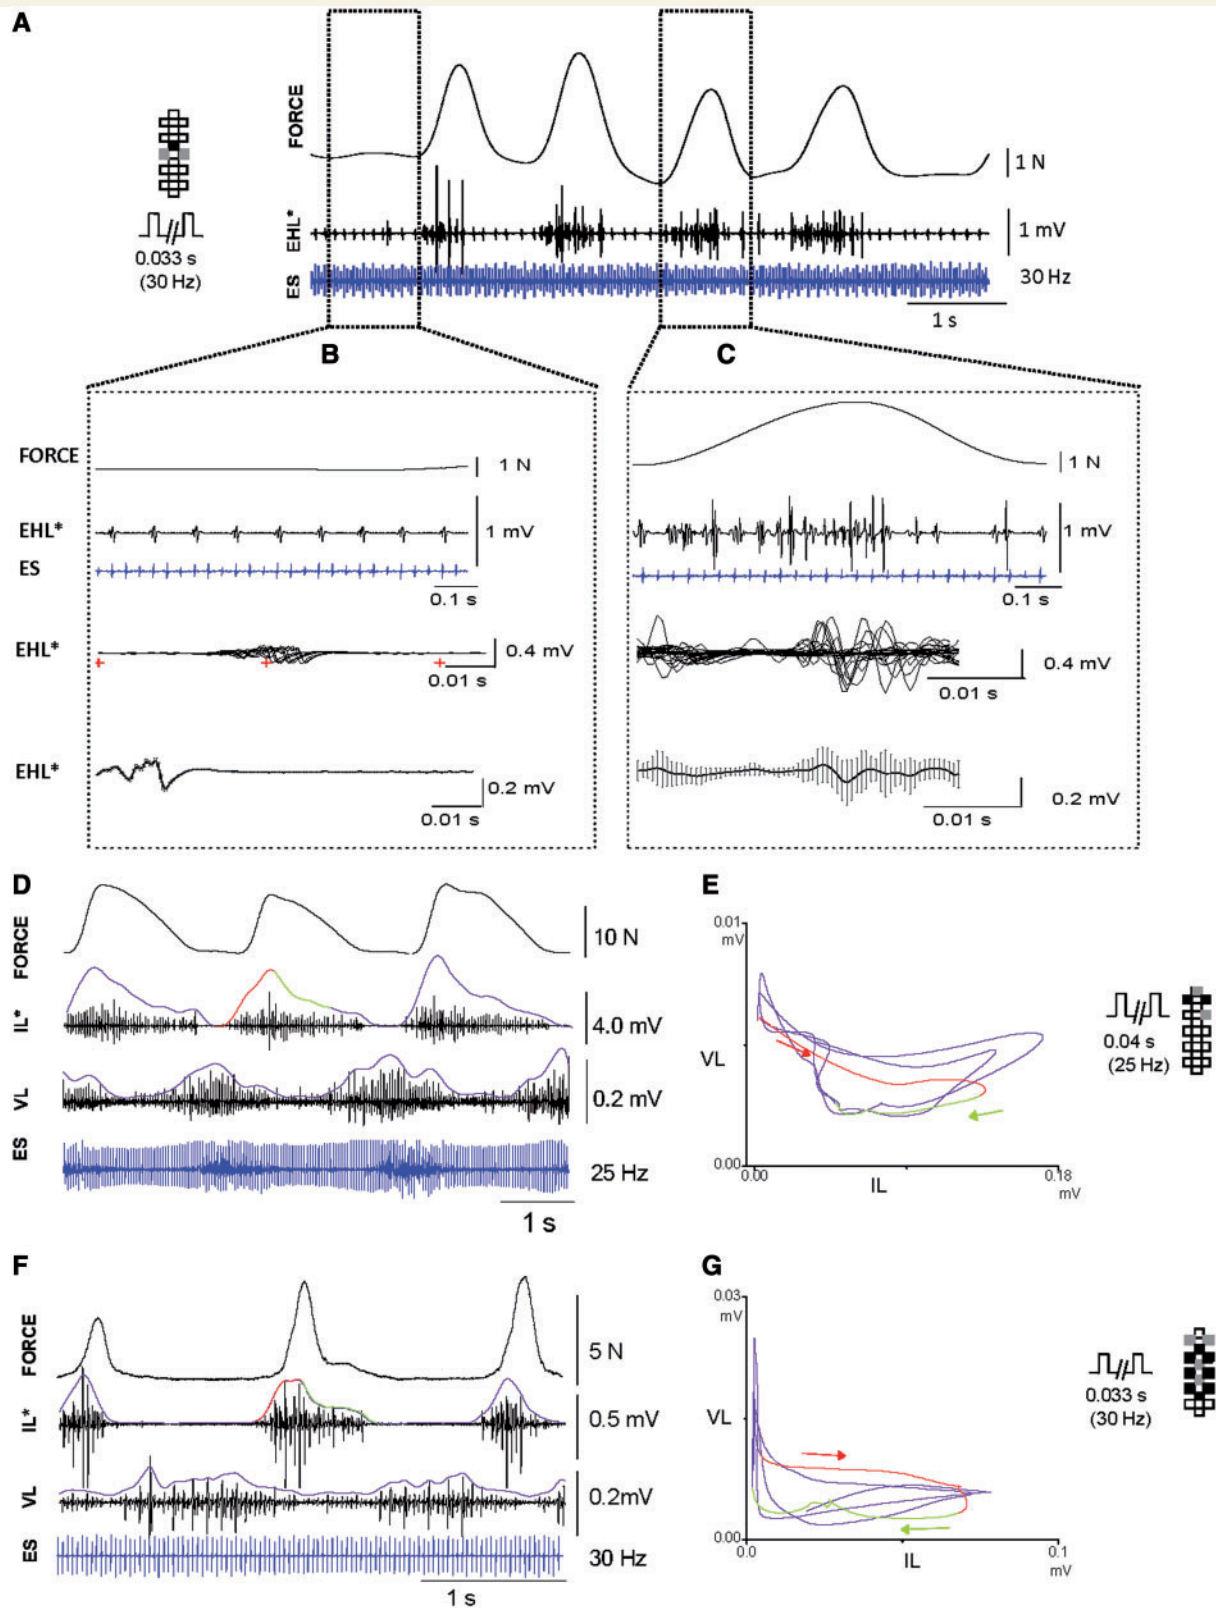 A
FORCE
1 N
EHL*
1 mV
ES
30 Hz
1 s
0.033 s
(30 Hz)
B
C
FORCE
1 N
EHL*
1 mV
ES
0.1 s
EHL*
0.4 mV
0.01 s
EHL*
0.2 mV
0.01 s
1 N
1 mV
0.1 s
0.4 mV
0.01 s
0.2 mV
0.01 s
D
FORCE
10 N
IL*
4.0 mV
VL
0.2 mV
ES
25 Hz
1 s
E
0.01
mV
VL
0.00
0.00
IL
0.18
mV
0.04 s
(25 Hz)
F
FORCE
5 N
IL*
0.5 mV
VL
0.2mV
ES
30 Hz
1 s
G
0.03
mV
VL
0.00
0.0
IL
0.1
mV
0.033 s
(30 Hz)